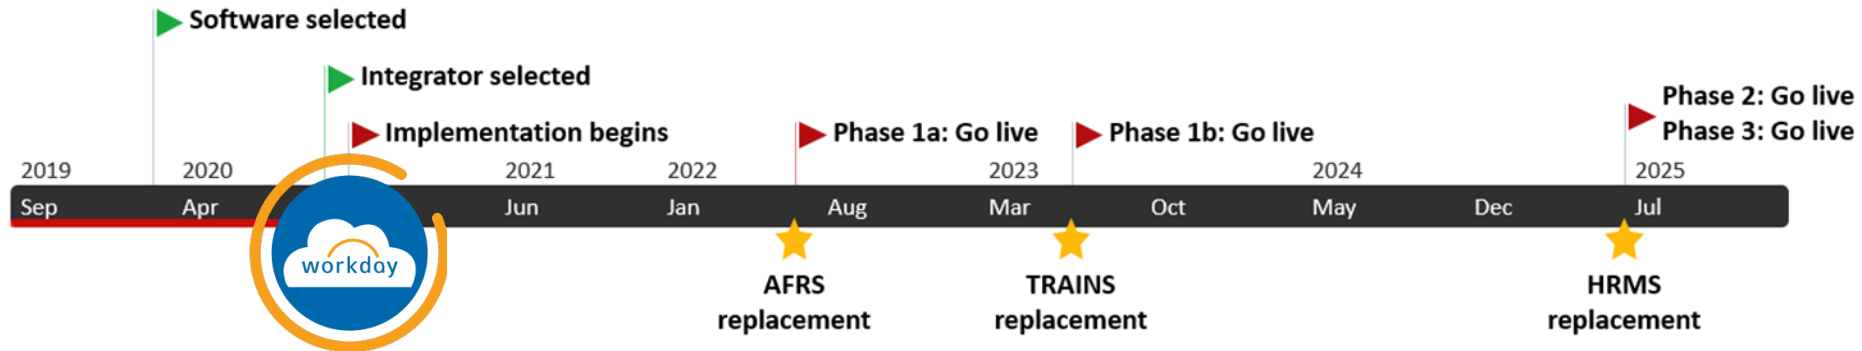 Software selected
Integrator selected
Implementation begins
Phase 1a: Go live
Phase 1b: Go live
Phase 2: Go live
Phase 3: Go live
2019 2020 2021 2022 2023 2024 2025
Sep Apr Jun Jan Aug Mar Oct May Dec Jul
workday
AFRS
replacement
TRAINS
replacement
HRMS
replacement